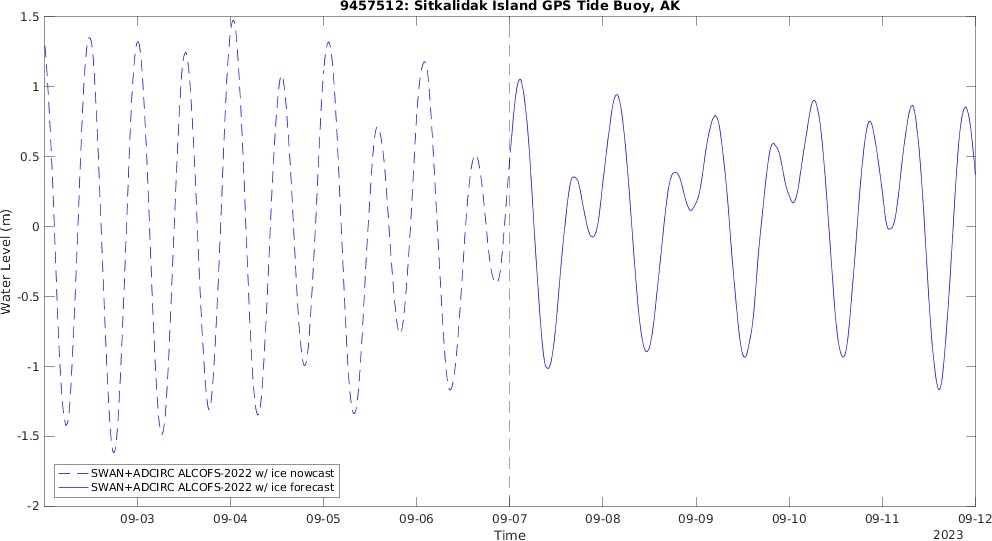 9457512: Sitkalidak Island GPS Tide Buoy, AK
1.5
1
0.5
0
-0.5
-1
-1.5
-2
Water Level (m)
SWAN+ADCIRC ALCOFS-2022 w/ ice nowcast
SWAN+ADCIRC ALCOFS-2022 w/ ice forecast
09-03 09-04 09-05 09-06 09-07 09-08 09-09 09-10 09-11 09-12
Time
2023